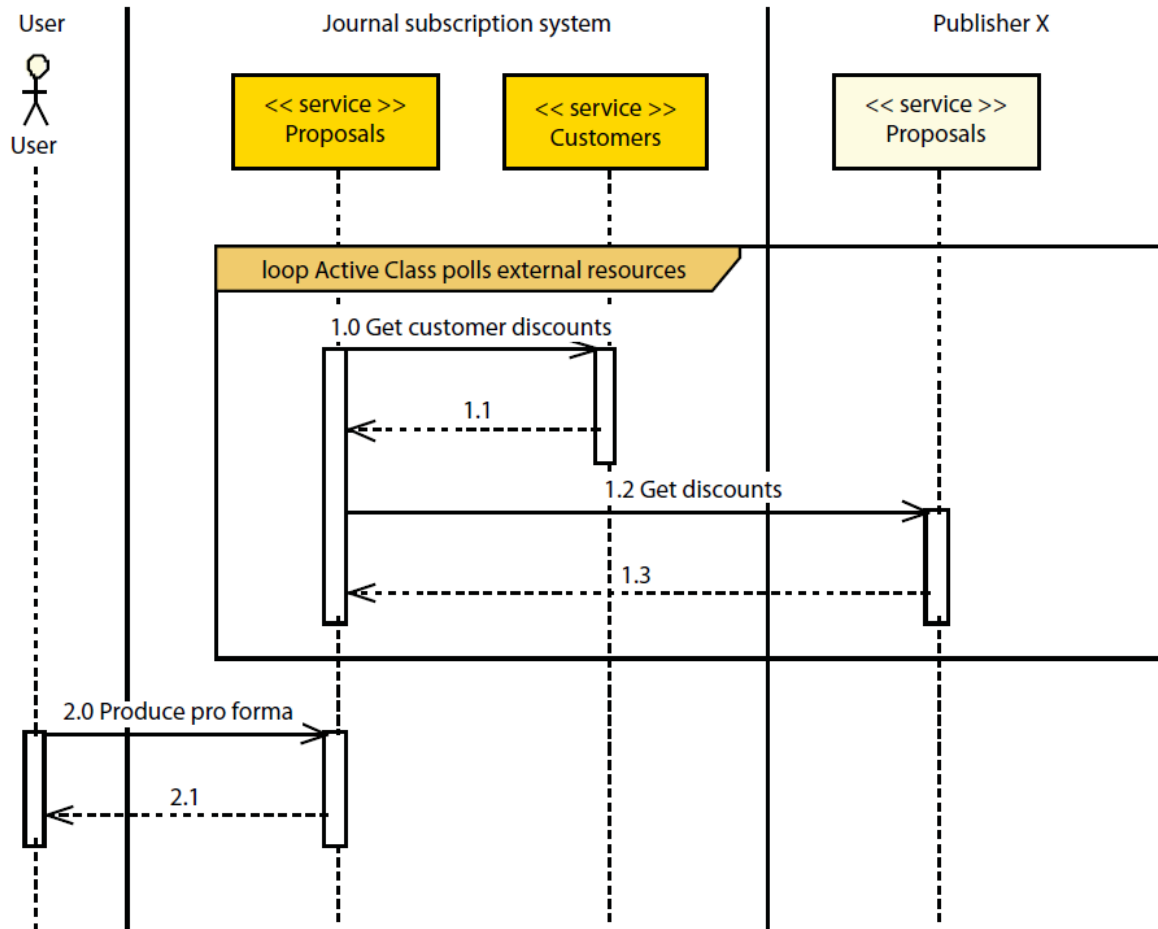 User
Journal subscription system
Publisher X
<< service >>
Proposals
<< service >>
Customers
<< service >>
Proposals
User
loop Active Class polls external resources
1.0 Get customer discounts
1.1
1.2 Get discounts
1.3
2.0 Produce pro forma
2.1